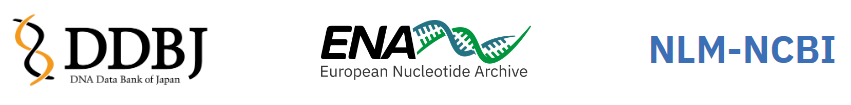 DDBJ
DNA Data Bank of Japan
ENA
European Nucleotide Archive
NLM-NCBI